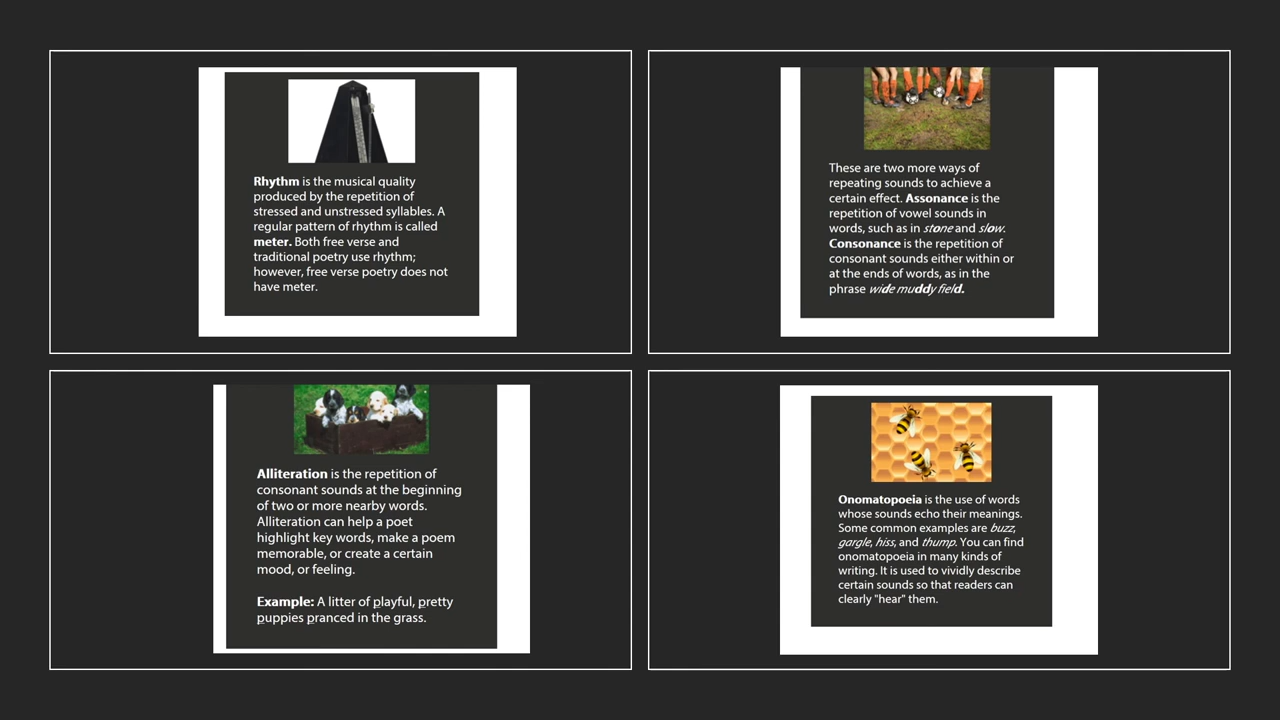 Rhythm is the musical quality
produced by the repetition of
stressed and unstressed syllables. A
regular pattern of rhythm is called
meter. Both free verse and
traditional poetry use rhythm;
however, free verse poetry does not
have meter.
These are two more ways of
repeating sounds to achieve a
certain effect. Assonance is the
repetition of vowel sounds in
words, such as in stone and slow.
Consonance is the repetition of
consonant sounds either within or
at the ends of words, as in the
phrase wide muddy field.
Alliteration is the repetition of
consonant sounds at the beginning
of two or more nearby words.
Alliteration can help a poet
highlight key words, make a poem
memorable, or create a certain
mood, or feeling.
Example: A litter of playful, pretty
puppies pranced in the grass.
Onomatopoeia is the use of words
whose sounds echo their meanings.
Some common examples are buzz,
gargle, hiss, and thump. You can find
onomatopoeia in many kinds of
writing. It is used to vividly describe
certain sounds so that readers can
clearly "hear" them.